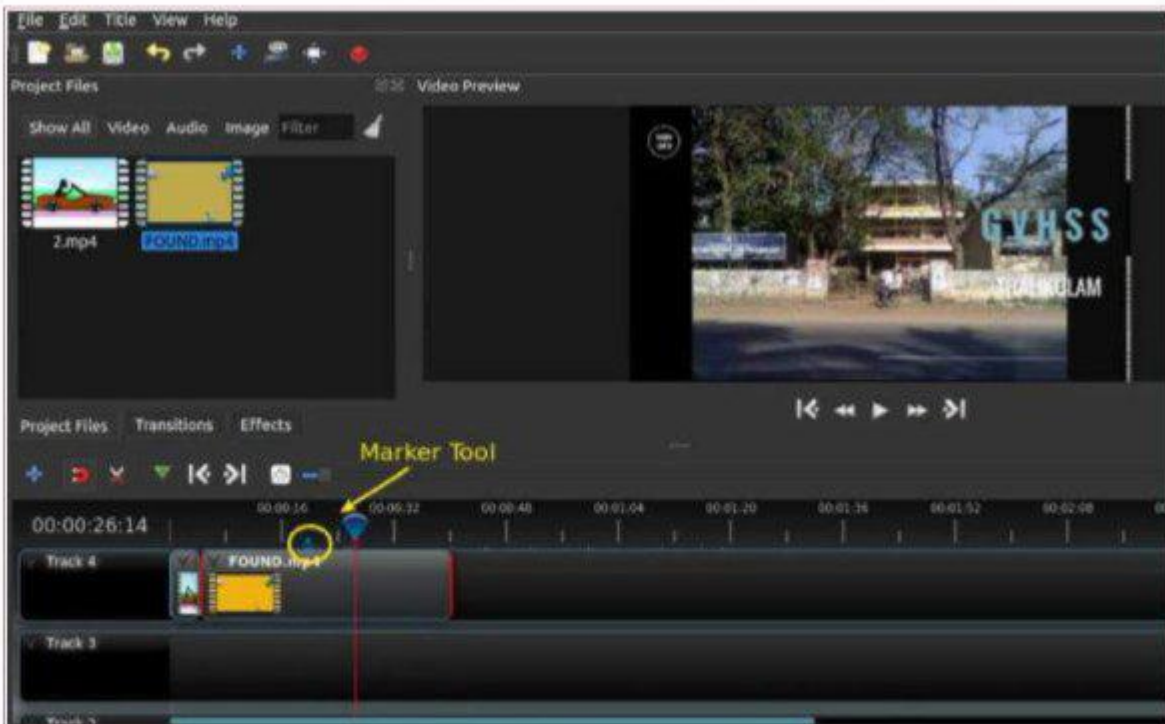 File Edit Title View Help
Project Files
Video Preview
Show All Video Audio Image Filter
2.mp4
FOUND.mp4
GVHSS
Project Files Transitions Effects
Marker Tool
00:00:26:14
00:00:16 00:00:32 00:00:48 00:01:04 00:01:20 00:01:36 00:01:52 00:02:08
Track 4
FOUND.mp4
Track 3
Track 2